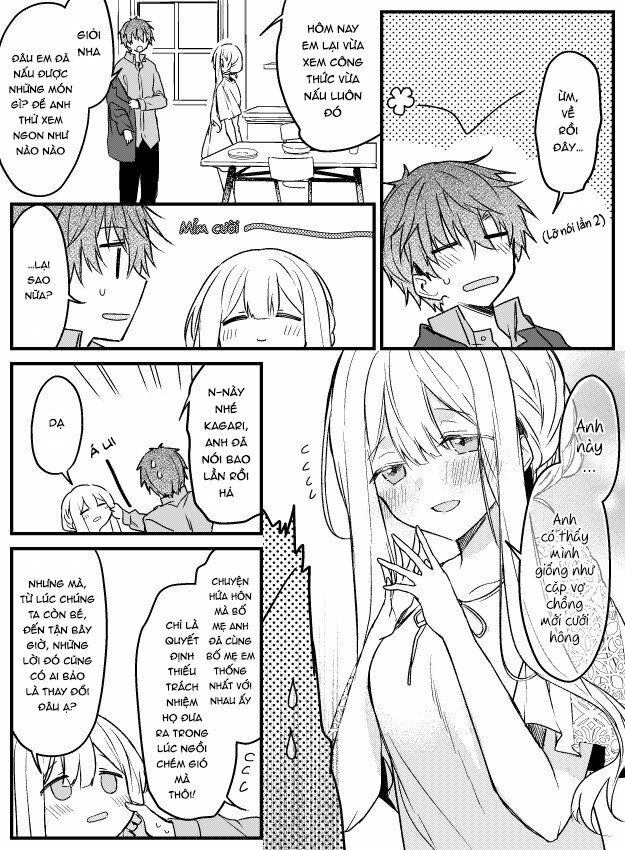 ỪM,
VỀ
RỒI
ĐÂY...
(Lỡ nói lần 2)
HÔM NAY
EM LẠI VỪA
XEM CÔNG
THỨC VỪA
NẤU LUÔN
ĐÓ
GIỎI
NHA
ĐÂU EM ĐÃ
NẤU ĐƯỢC
NHỮNG MÓN
GÌ? ĐỂ ANH
THỬ XEM
NGON NHƯ
NÀO NÀO
Mỉm cười
...LẠI
SAO
NỮA?
Anh này
...
Anh
có thấy
mình
giống như
cặp vợ
chồng
mới cưới
hông
N-NÀY
NHÉ
KAGARI,
ANH ĐÃ
NÓI BAO
LẦN RỒI
HẢ
Á UI
DẠ
CHUYỆN
HỨA HÔN
MÀ BỐ
MẸ ANH
ĐÃ CÙNG
BỐ MẸ EM
THỐNG
NHẤT VỚI
NHAU ẤY
CHỈ LÀ
QUYẾT
ĐỊNH
THIẾU
TRÁCH
NHIỆM
HỌ ĐƯA
RA TRONG
LÚC NGỒI
CHÉM GIÓ
MÀ
THÔI!
NHƯNG MÀ,
TỪ LÚC CHÚNG
TA CÒN BÉ,
ĐẾN TẬN BÂY
GIỜ, NHỮNG
LỜI ĐÓ CŨNG
CÓ AI BẢO
LÀ THAY ĐỔI
ĐÂU Ạ?